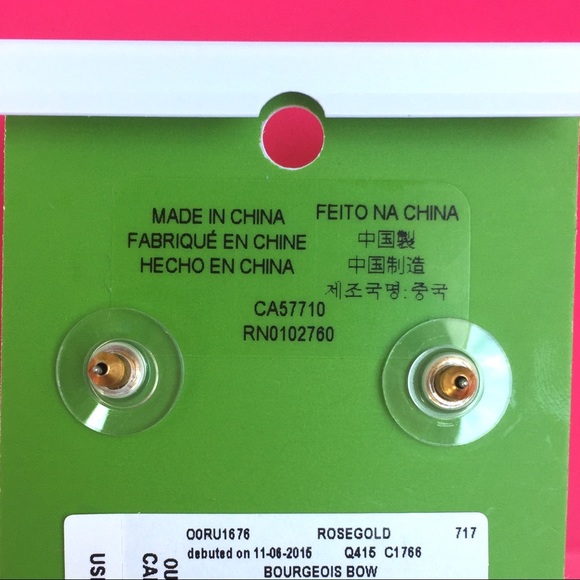 MADE IN CHINA
FABRIQUÉ EN CHINE
HECHO EN CHINA
FEITO NA CHINA
中国製
中国制造
제조국명:중국
CA57710
RN0102760
O0RU1676 ROSEGOLD 717
debuted on 11-06-2015 Q415 C1766
BOURGEOIS BOW